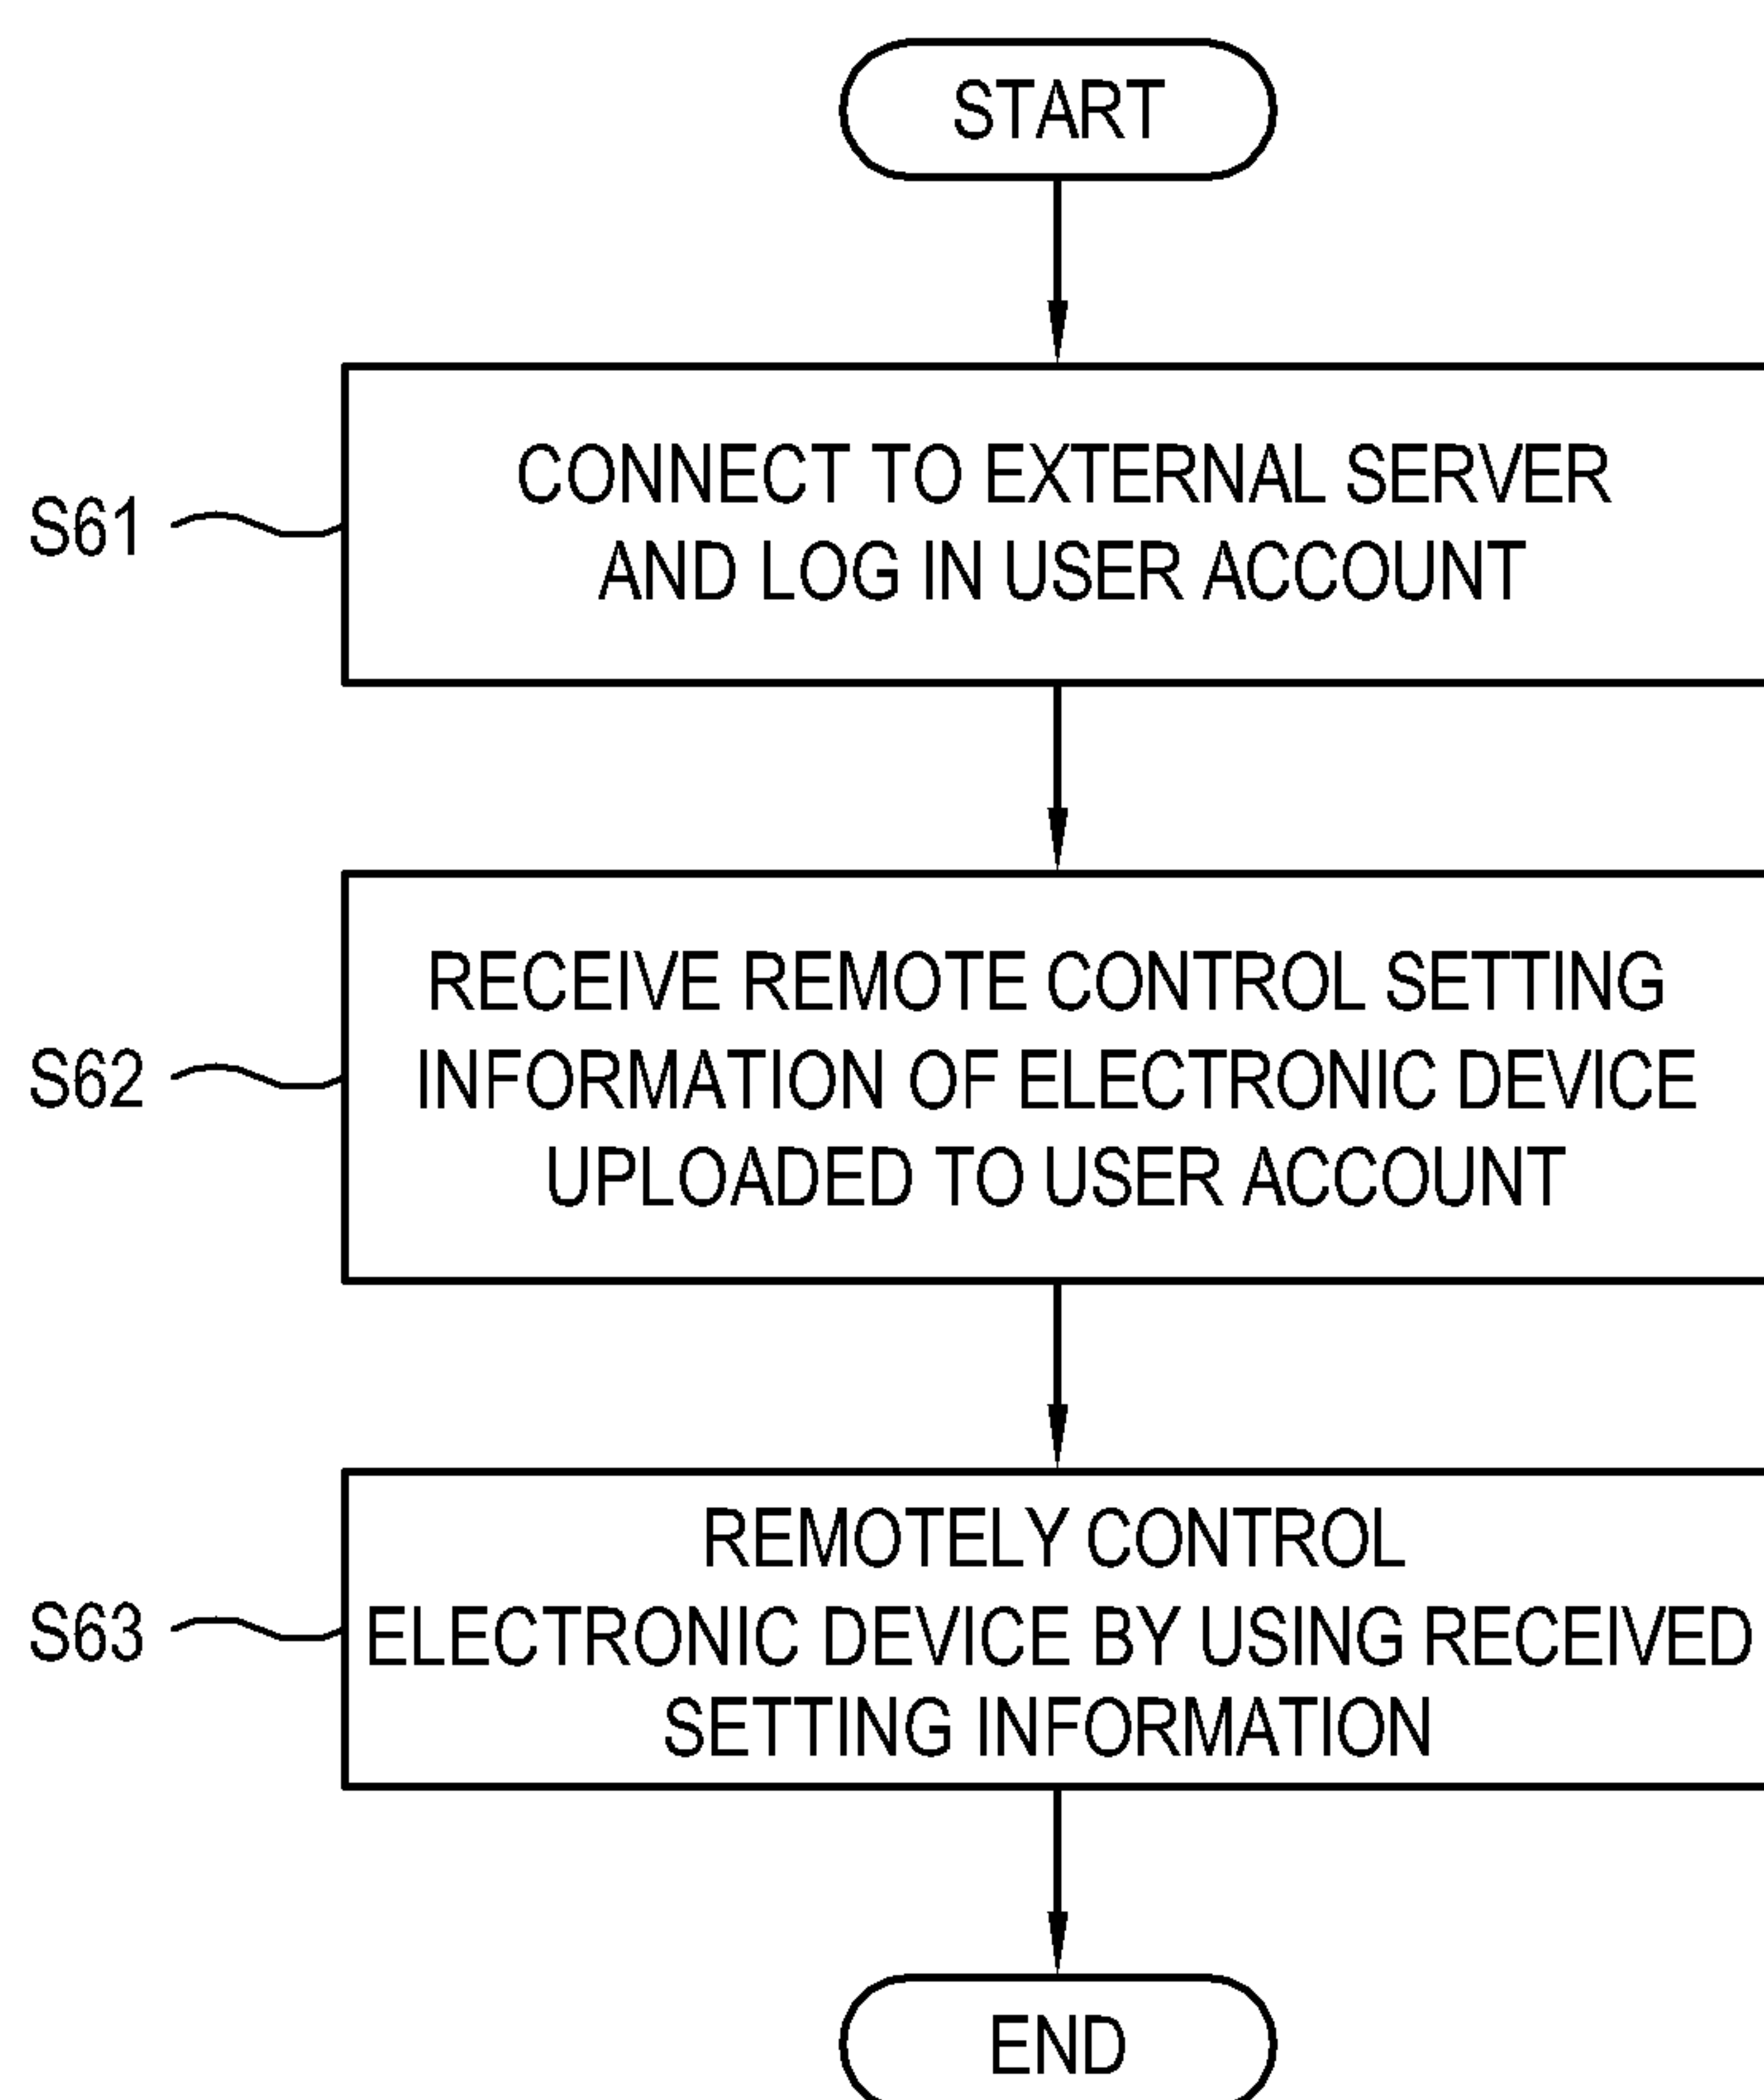 START
CONNECT TO EXTERNAL SERVER
AND LOG IN USER ACCOUNT
S61
RECEIVE REMOTE CONTROL SETTING
INFORMATION OF ELECTRONIC DEVICE
UPLOADED TO USER ACCOUNT
S62
REMOTELY CONTROL
ELECTRONIC DEVICE BY USING RECEIVED
SETTING INFORMATION
S63
END